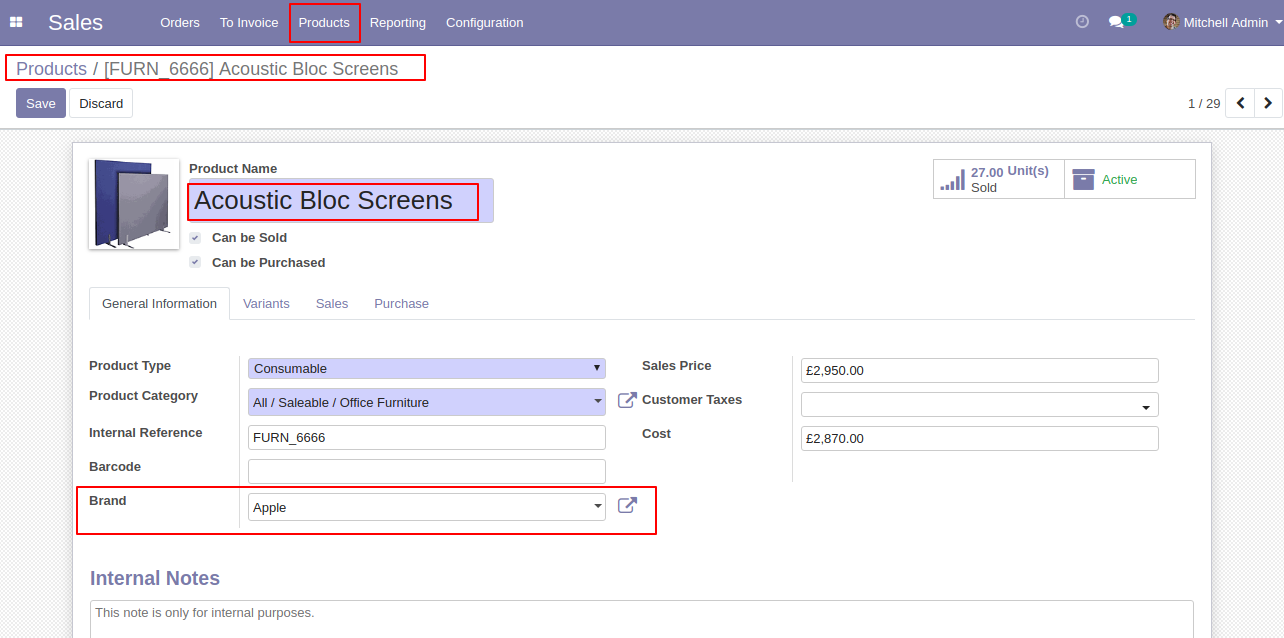 Sales Orders To Invoice Products Reporting Configuration 1 Mitchell Admin
Products / [FURN_6666] Acoustic Bloc Screens
Save Discard 1 / 29
Product Name
Acoustic Bloc Screens
27.00 Unit(s)
Sold
Active
Can be Sold
Can be Purchased
General Information Variants Sales Purchase
Product Type Consumable
Sales Price £2,950.00
Product Category All / Saleable / Office Furniture
Customer Taxes
Internal Reference FURN_6666
Cost £2,870.00
Barcode
Brand Apple
Internal Notes
This note is only for internal purposes.